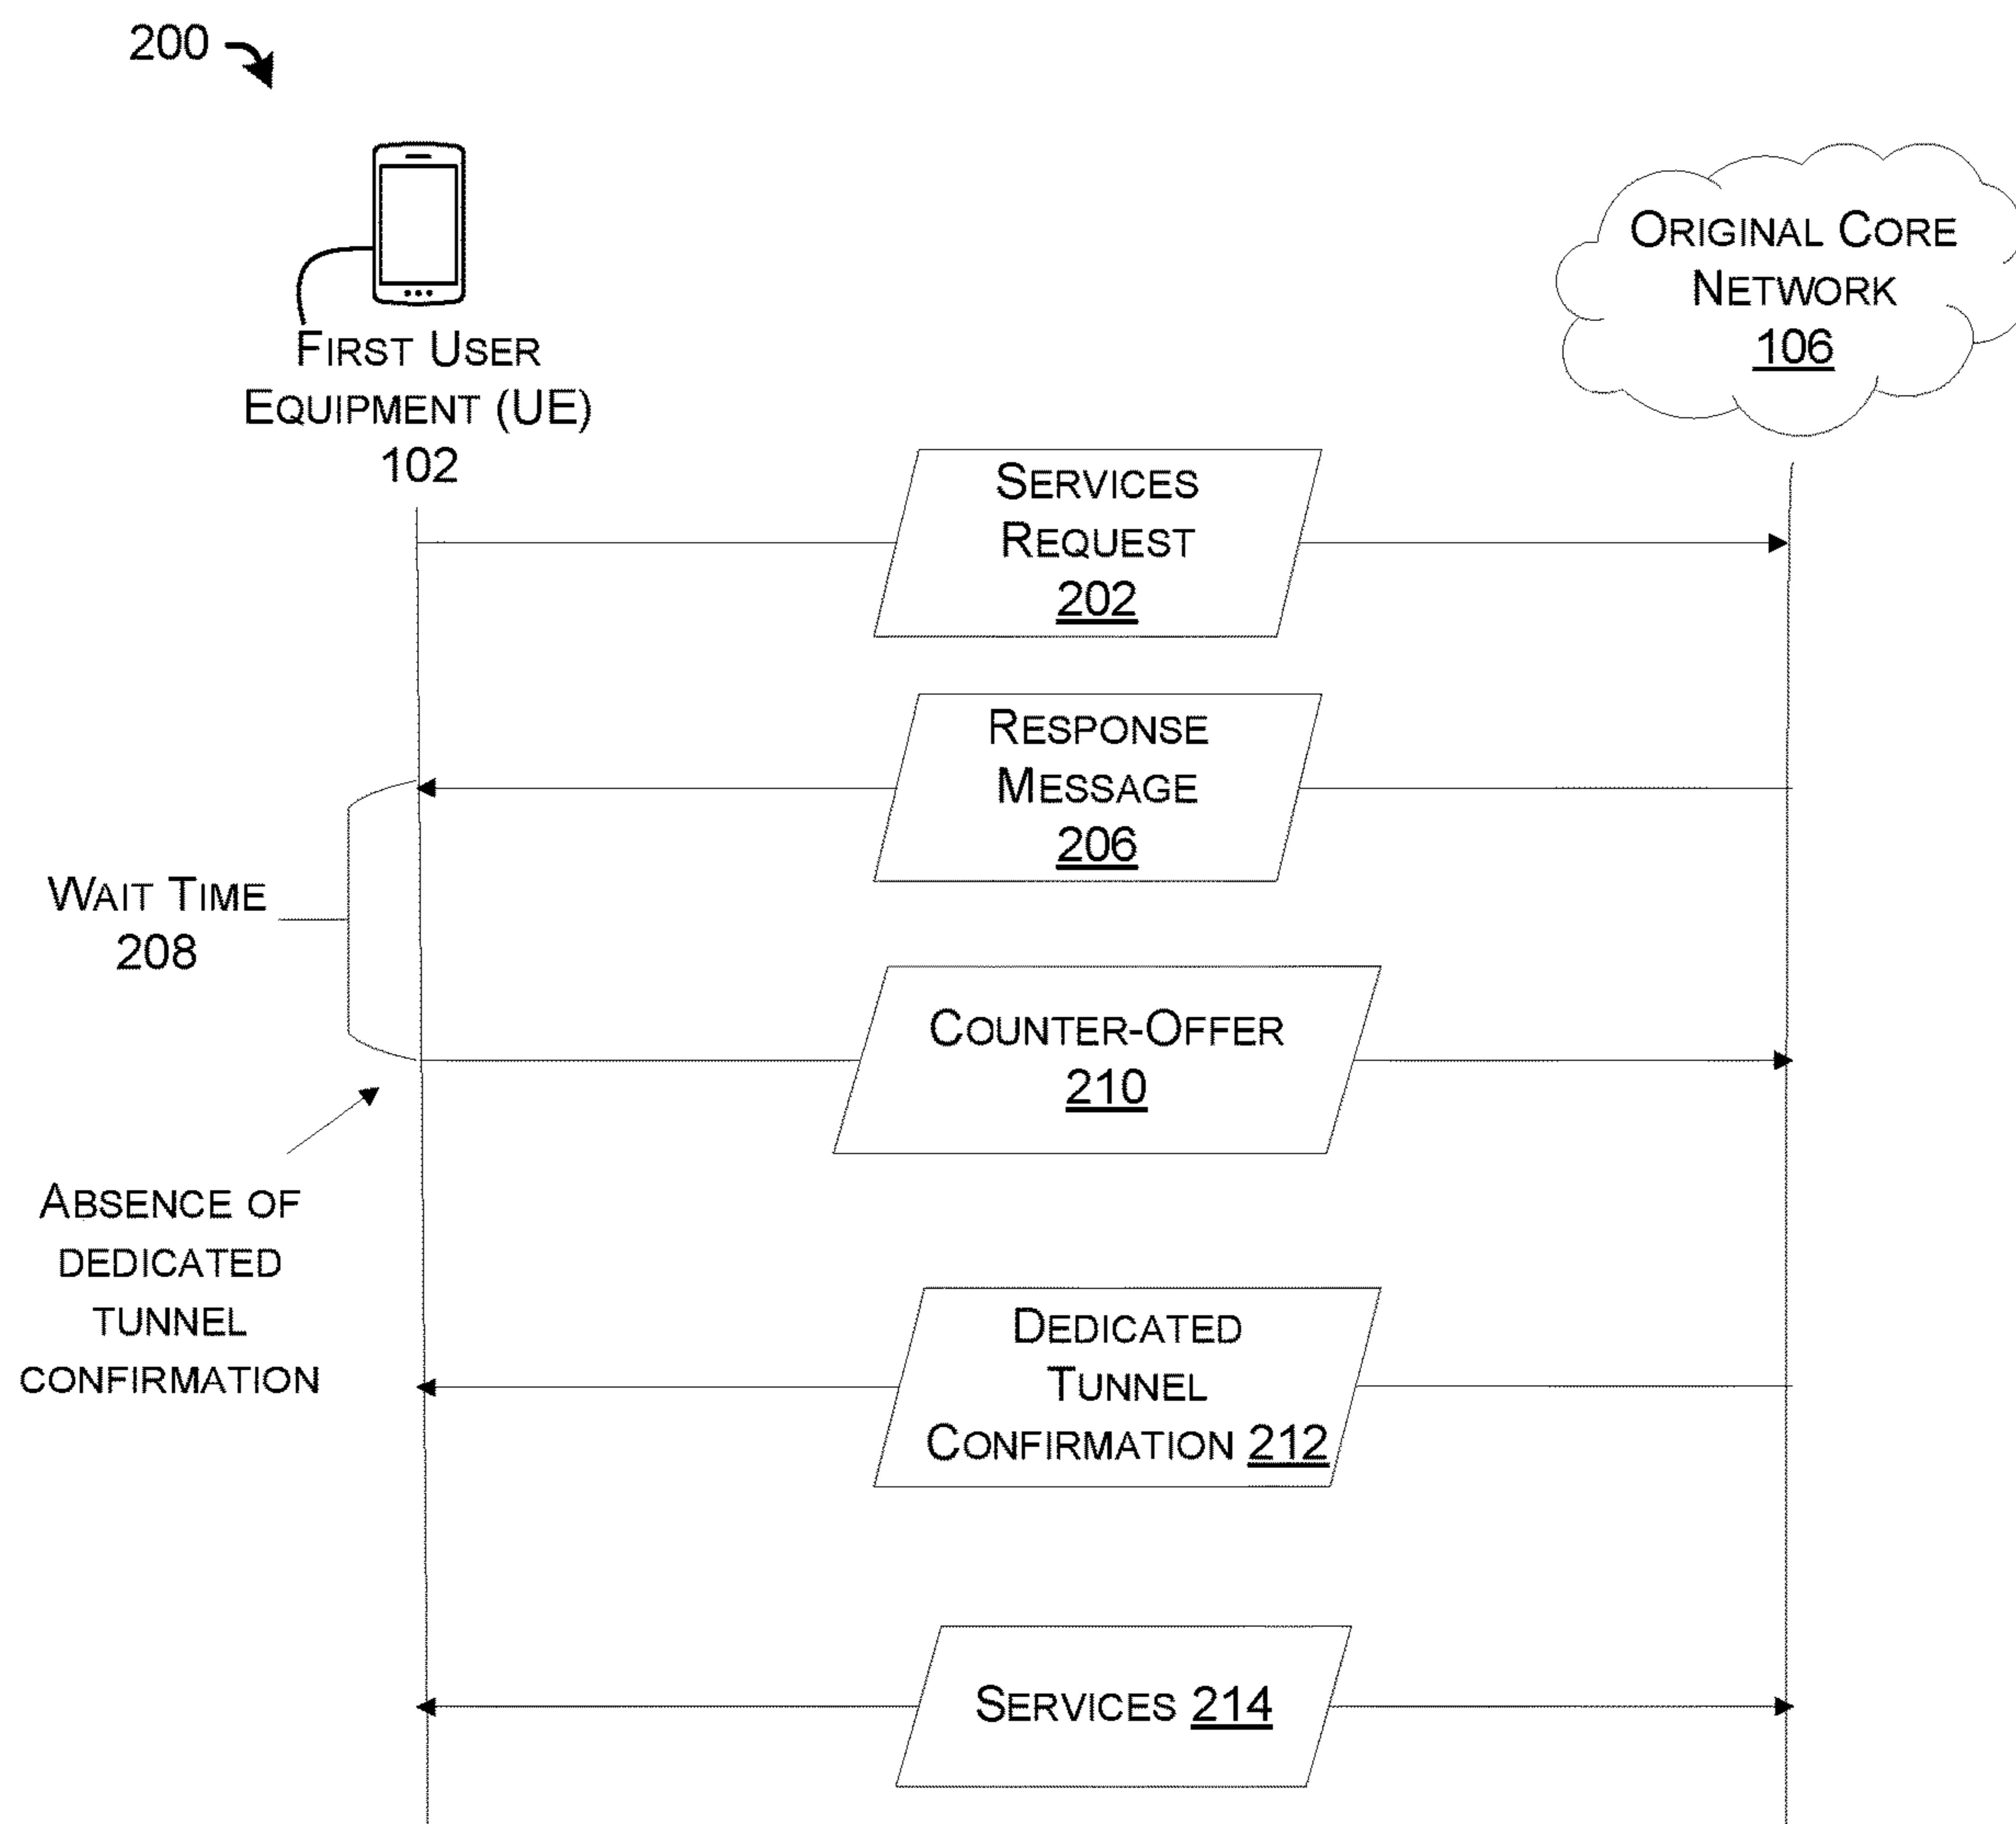 200
FIRST USER
EQUIPMENT (UE)
102
ORIGINAL CORE
NETWORK
106
SERVICES
REQUEST
202
RESPONSE
MESSAGE
206
WAIT TIME
208
COUNTER-OFFER
210
ABSENCE OF
DEDICATED
TUNNEL
CONFIRMATION
DEDICATED
TUNNEL
CONFIRMATION 212
SERVICES 214